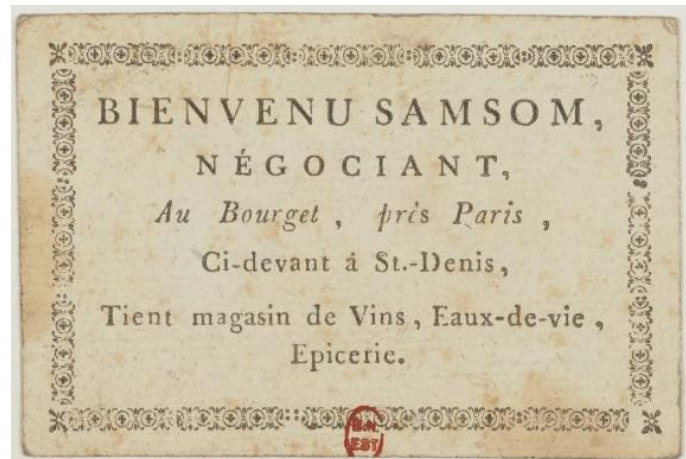 BIENVENU SAMSOM,
NÉGOCIANT,
Au Bourget, près Paris,
Ci-devant à St.-Denis,
Tient magasin de Vins, Eaux-de-vie,
Epicerie.
B.N.
EST